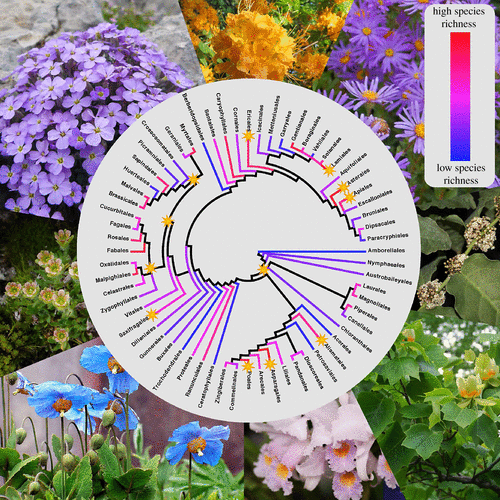 high species
richness
low species
richness
Berberidopsidales
Santalales
Caryophyllales
Cornales
Ericales
Icacinales
Metteniusales
Garryales
Gentianales
Boraginales
Vahliales
Solanales
Lamiales
Aquifoliales
Asterales
Apiales
Escalloniales
Bruniales
Dipsacales
Paracryphiales
Amborellales
Nymphaeales
Austrobaileyales
Laurales
Magnoliales
Piperales
Canellales
Chloranthales
Acorales
Alismatales
Petrosaviales
Dioscoreales
Pandanales
Liliales
Asparagales
Arecales
Poales
Commelinales
Zingiberales
Ceratophyllales
Ranunculales
Proteales
Trochodendrales
Buxales
Gunnerales
Dilleniales
Saxifragales
Vitales
Zygophyllales
Celastrales
Malpighiales
Oxalidales
Fabales
Rosales
Fagales
Cucurbitales
Brassicales
Malvales
Huerteales
Sapindales
Picramniales
Crossosomatales
Geraniales
Myrtales